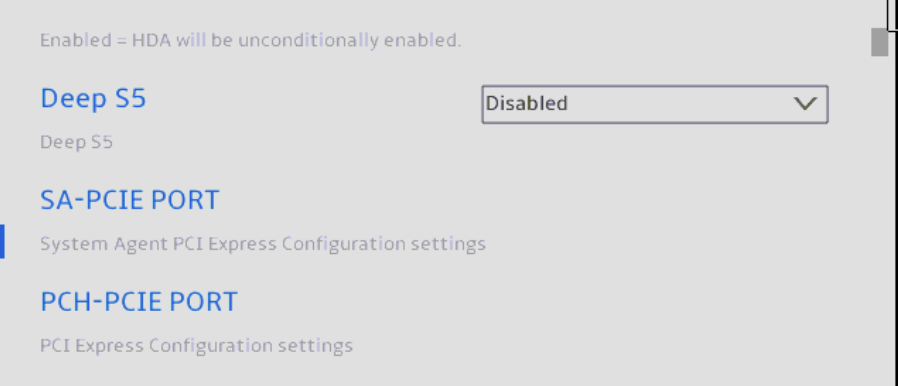 Enabled = HDA will be unconditionally enabled.
Deep S5 Disabled
Deep S5
SA-PCIE PORT
System Agent PCI Express Configuration settings
PCH-PCIE PORT
PCI Express Configuration settings